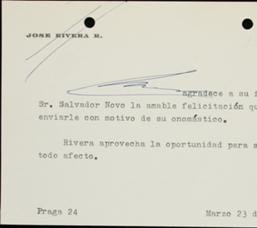 JOSE RIVERA R.
agradece a su
Sr. Salvador Novo la amable felicitación qu
enviarle con motivo de su onomástico.
Rivera aprovecha la oportunidad para s
todo afecto.
Praga 24 Marzo 23 d